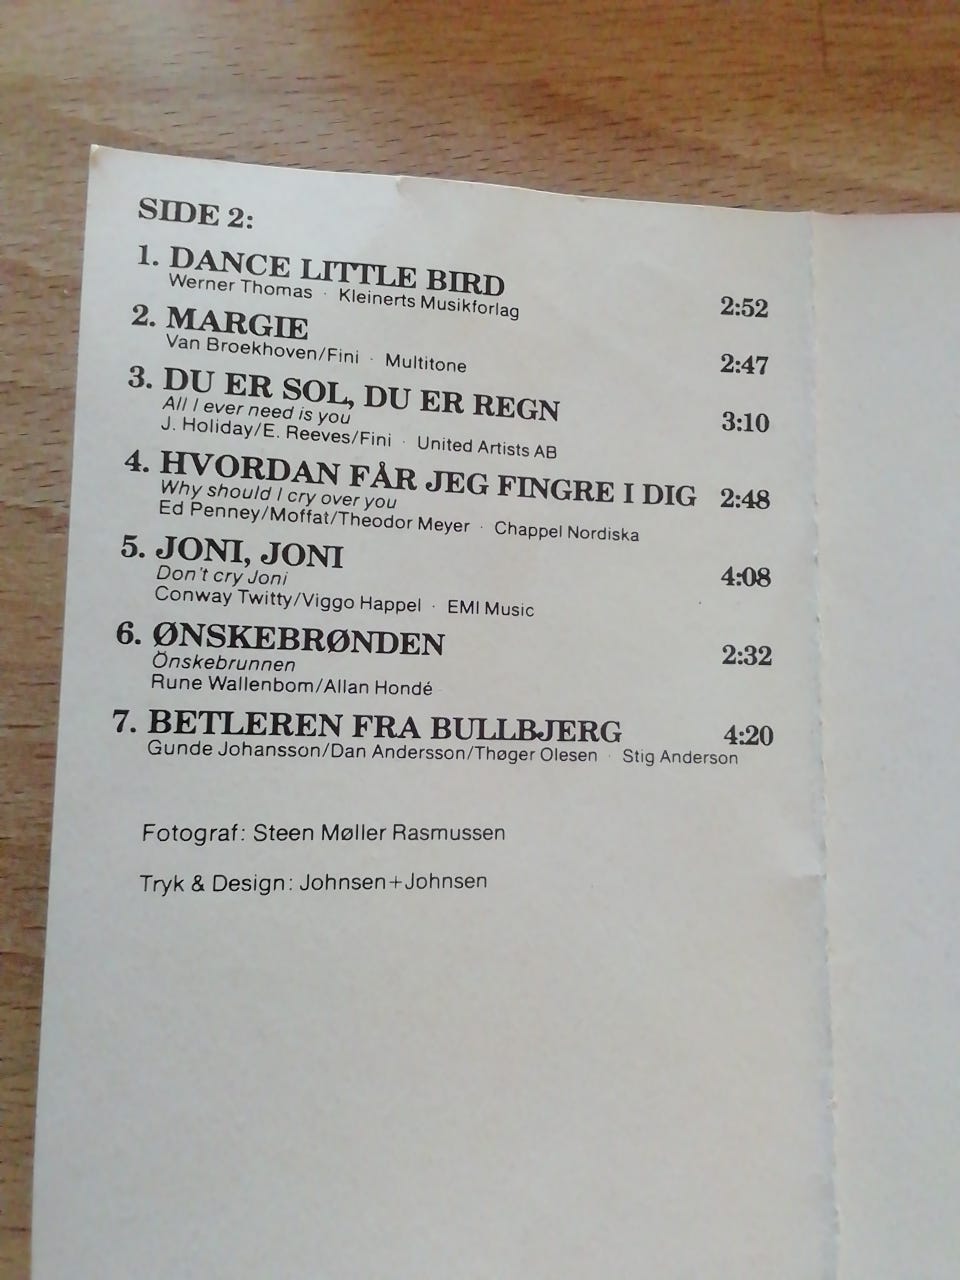 SIDE 2:
1. DANCE LITTLE BIRD 2:52
Werner Thomas · Kleinerts Musikforlag
2. MARGIE 2:47
Van Broekhoven/Fini · Multitone
3. DU ER SOL, DU ER REGN 3:10
All I ever need is you
J. Holiday/E. Reeves/Fini · United Artists AB
4. HVORDAN FÅR JEG FINGRE I DIG 2:48
Why should I cry over you
Ed Penney/Moffat/Theodor Meyer · Chappel Nordiska
5. JONI, JONI 4:08
Don't cry Joni
Conway Twitty/Viggo Happel · EMI Music
6. ØNSKEBRØNDEN 2:32
Önskebrunnen
Rune Wallenbom/Allan Hondé
7. BETLEREN FRA BULLBJERG 4:20
Gunde Johansson/Dan Andersson/Thøger Olesen · Stig Anderson
Fotograf: Steen Møller Rasmussen
Tryk & Design: Johnsen+Johnsen